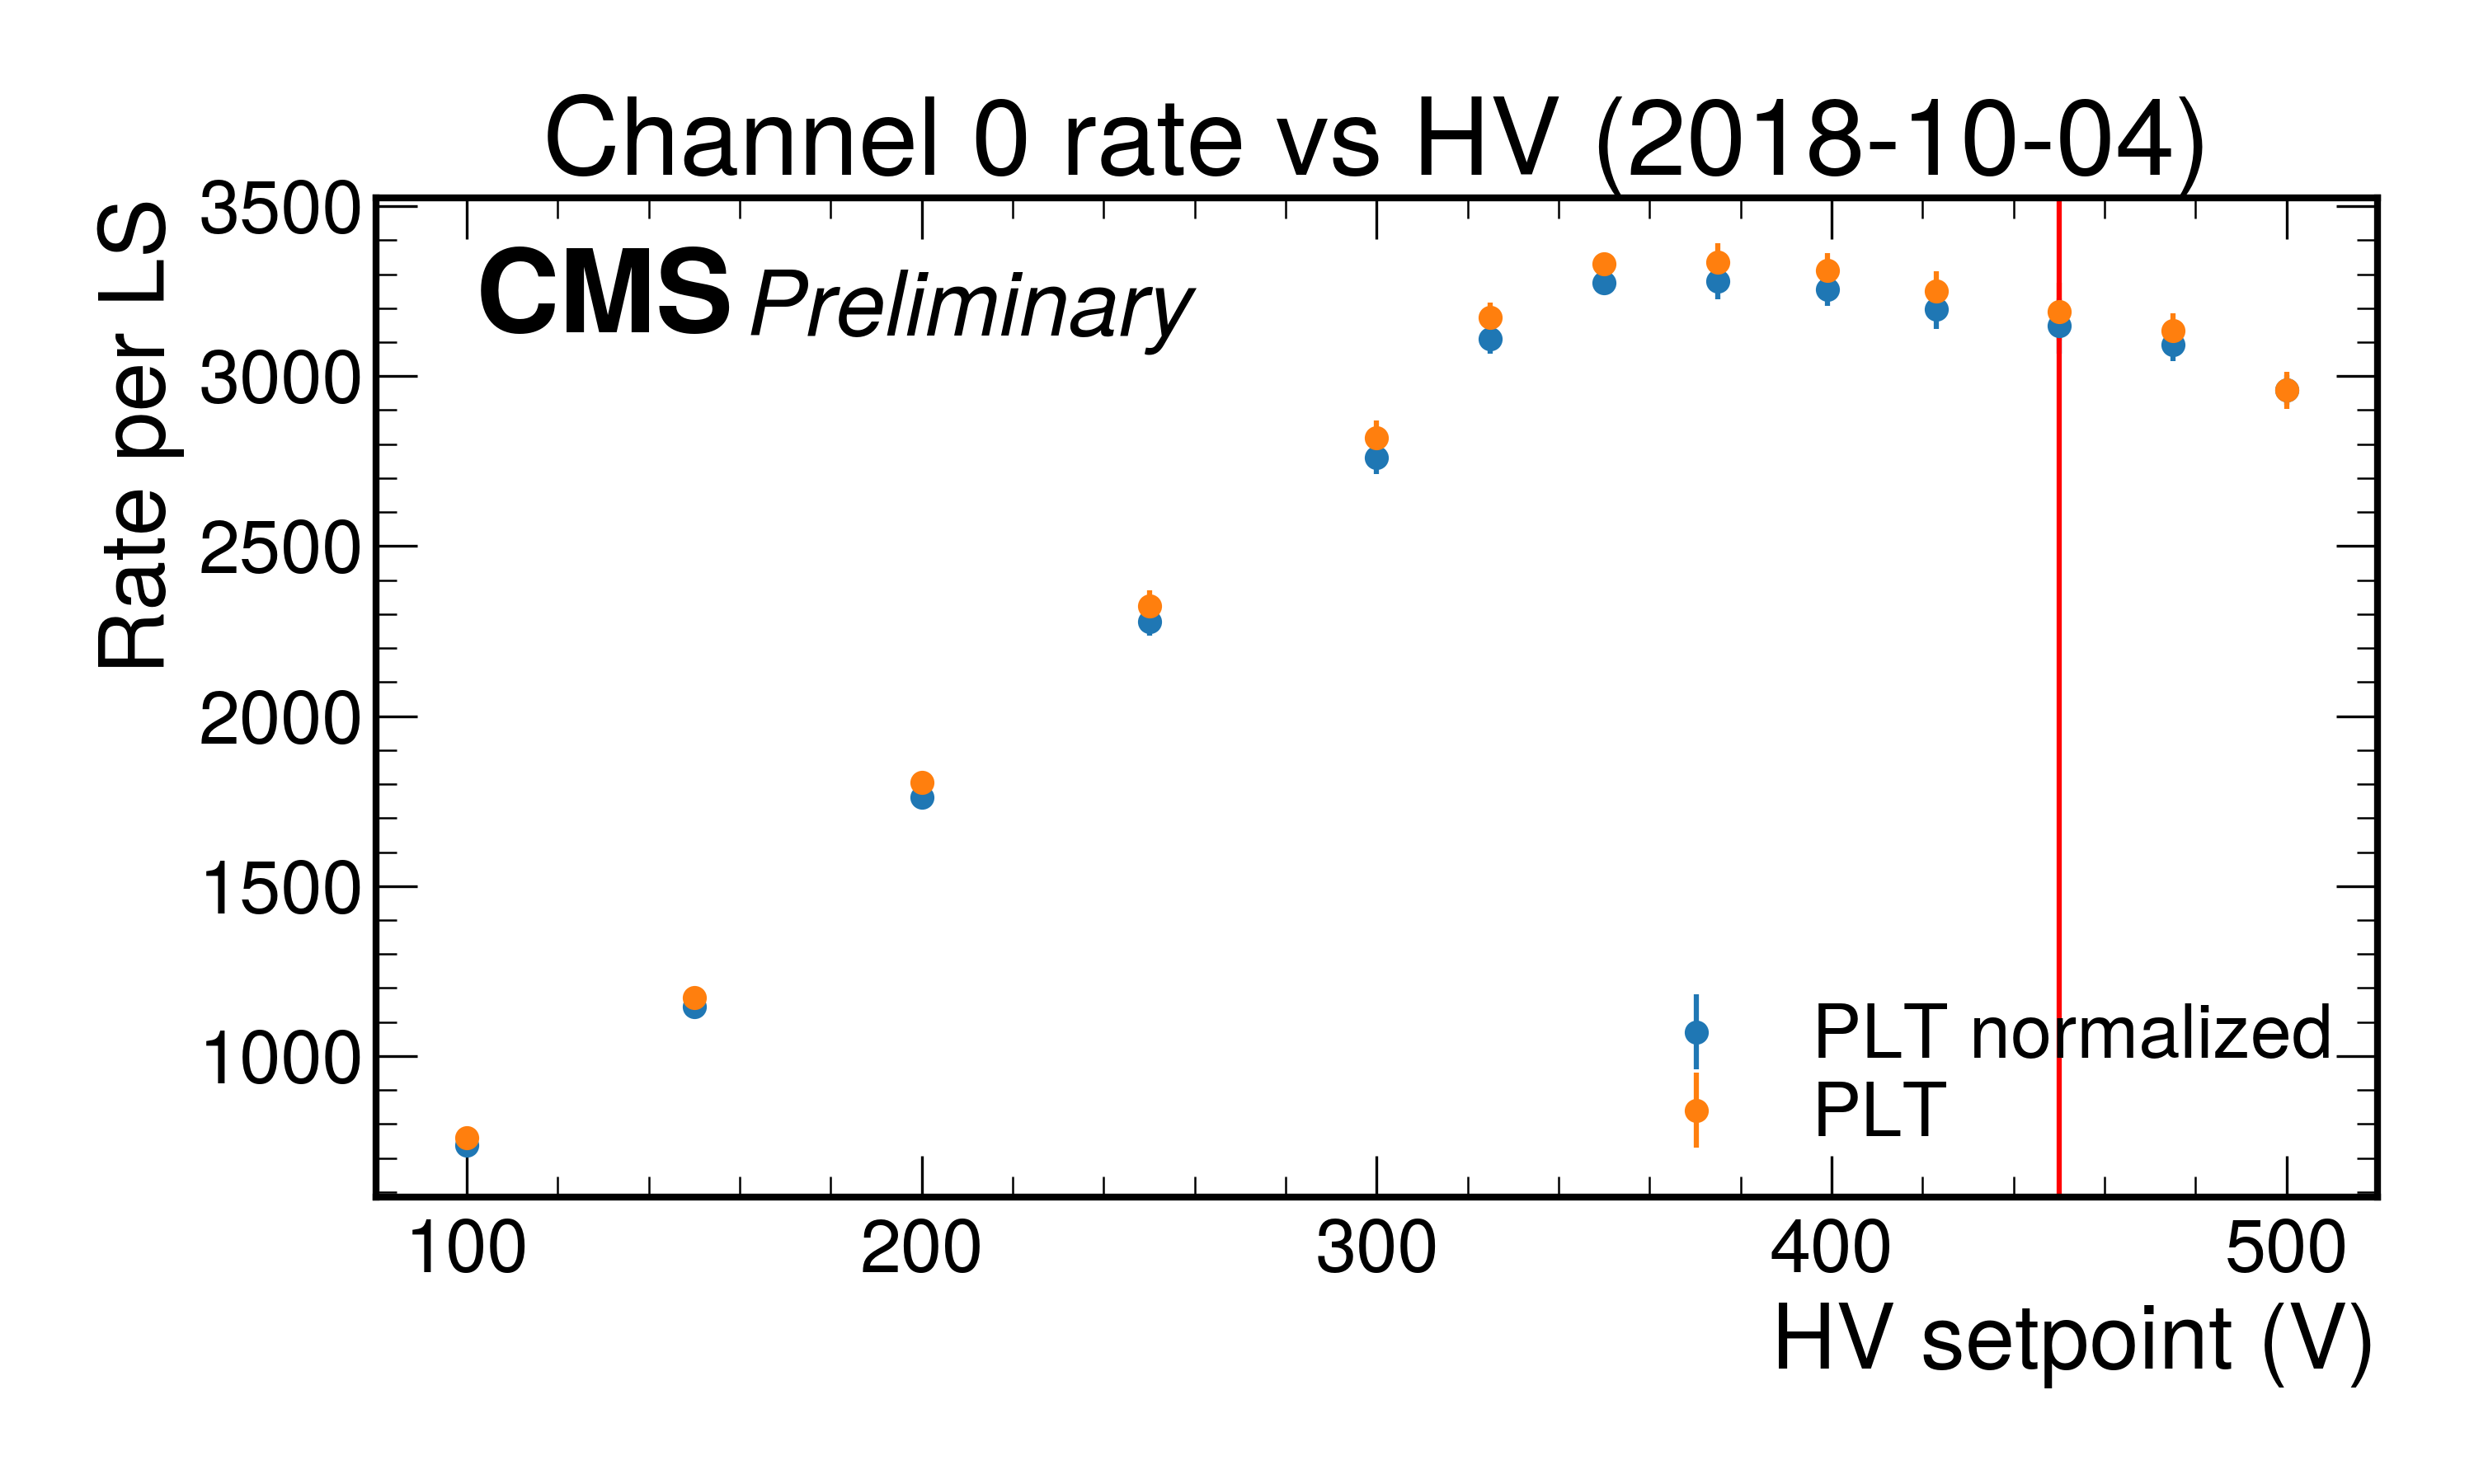 Channel 0 rate vs HV (2018-10-04)
CMS Preliminary
Rate per LS
3500
3000
2500
2000
1500
1000
PLT normalized
PLT
100 200 300 400 500
HV setpoint (V)